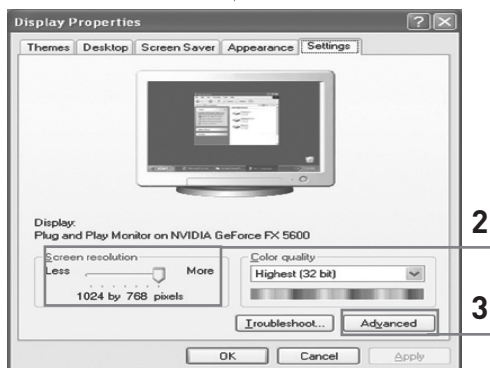 Display Properties
Themes Desktop Screen Saver Appearance Settings
Display:
Plug and Play Monitor on NVIDIA GeForce FX 5600
Screen resolution
Less More
1024 by 768 pixels
Color quality
Highest (32 bit)
2
Troubleshoot... Advanced
3
OK Cancel Apply